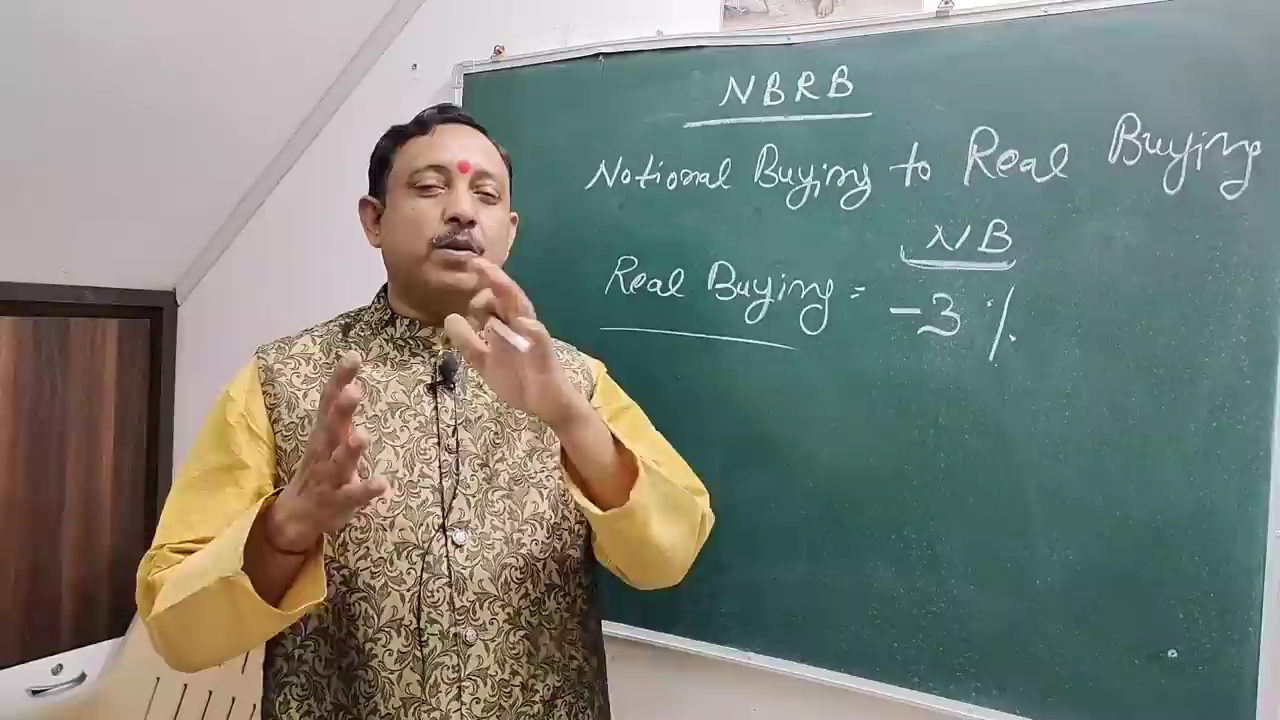 NBRB
Notional Buying to Real Buying
NB
Real Buying = -3%